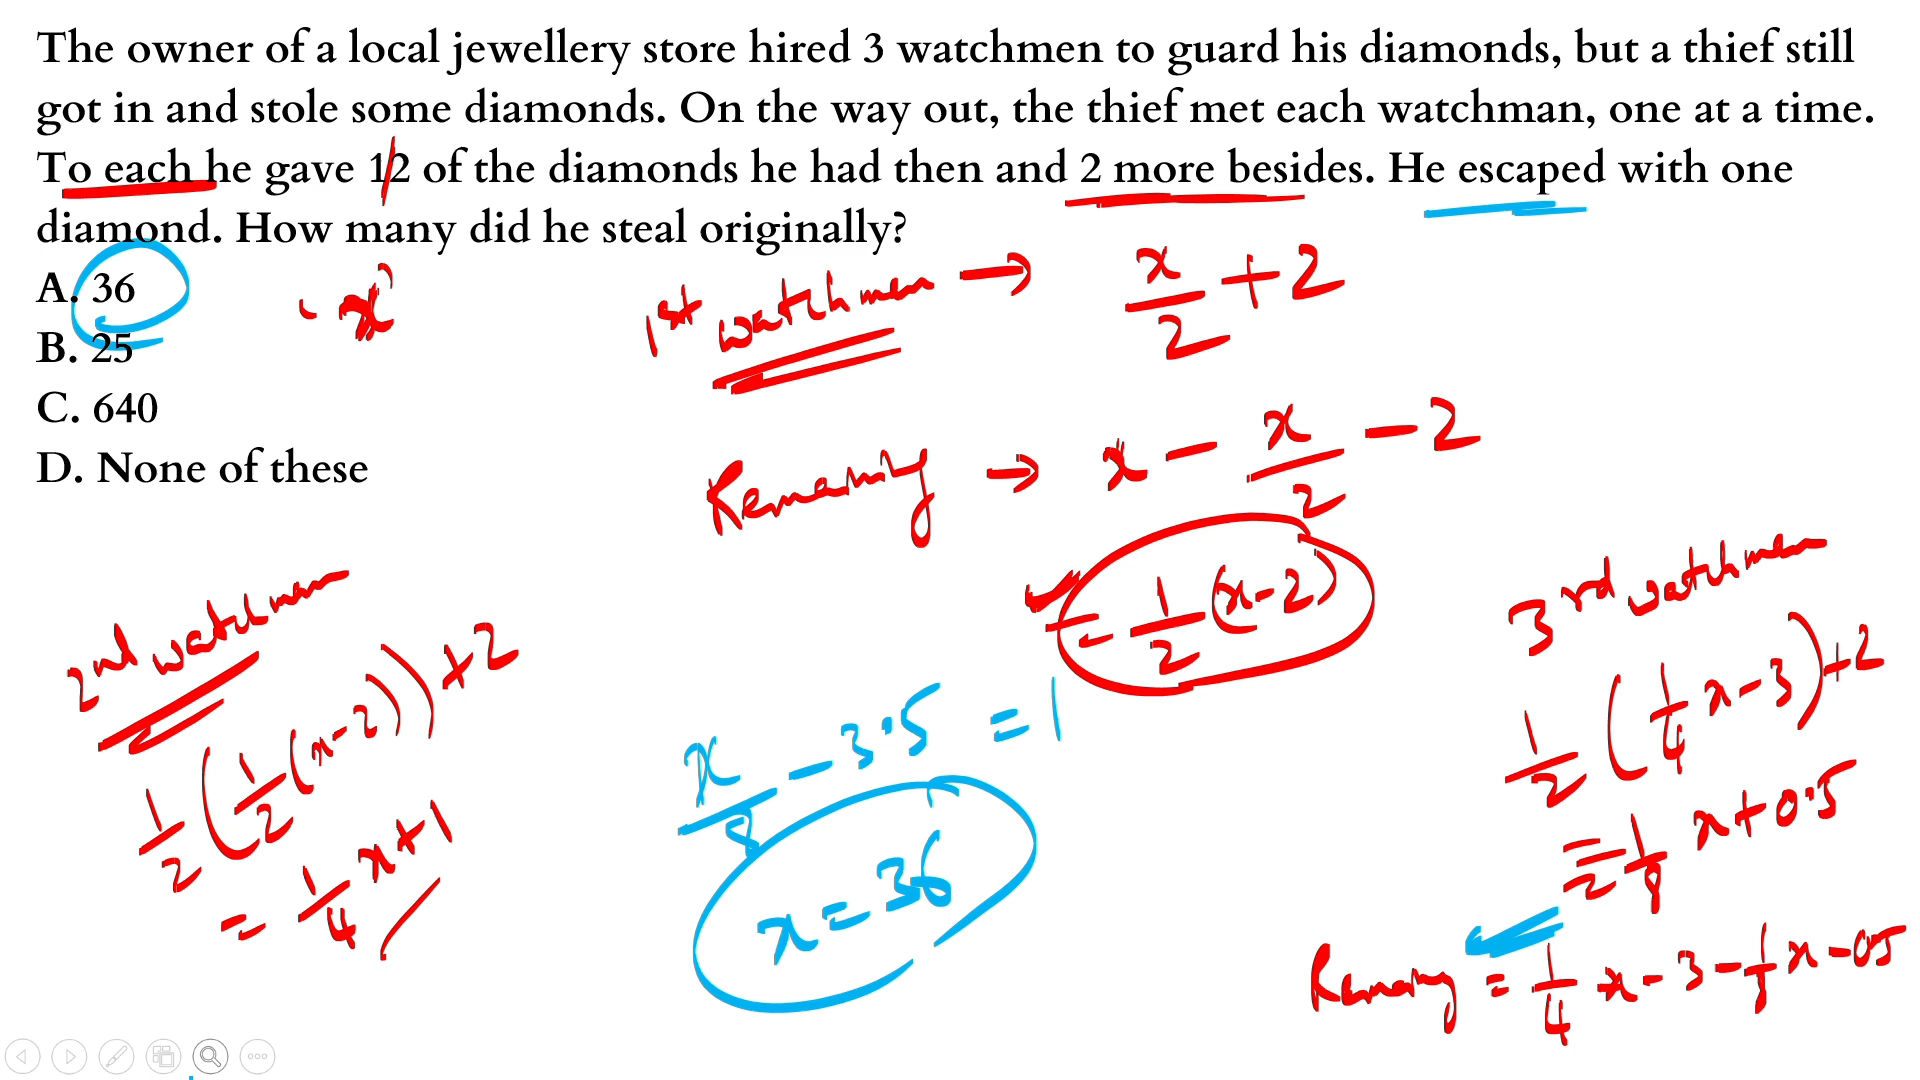 The owner of a local jewellery store hired 3 watchmen to guard his diamonds, but a thief still
got in and stole some diamonds. On the way out, the thief met each watchman, one at a time.
To each he gave 1/2 of the diamonds he had then and 2 more besides. He escaped with one
diamond. How many did he steal originally?
A. 36
B. 25
C. 640
D. None of these
x
1st watchmen → x/2 + 2
Remaining → x - x/2 - 2
= 1/2 (x-2)
2nd watchman
1/2 (1/2 (x-2)) + 2
= 1/4 x + 1
3rd watchmen
1/2 (1/4 x - 3) + 2
= 1/8 x + 0.5
Remaining = 1/4 x - 3 - 1/8 x - 0.5
x/8 - 3.5 = 1
x = 36